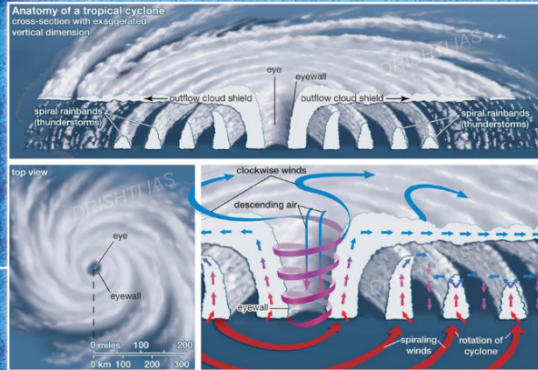 Anatomy of a tropical cyclone
cross-section with exaggerated
vertical dimension
DRISHTI IAS
eye
eyewall
outflow cloud shield
outflow cloud shield
spiral rainbands
(thunderstorms)
spiral rainbands
(thunderstorms)
top view
DRISHTI IAS
eye
eyewall
0 miles 100 200
0 km 100 200 300
clockwise winds
DRISHTI IAS
descending air
eyewall
spiraling
winds
rotation of
cyclone